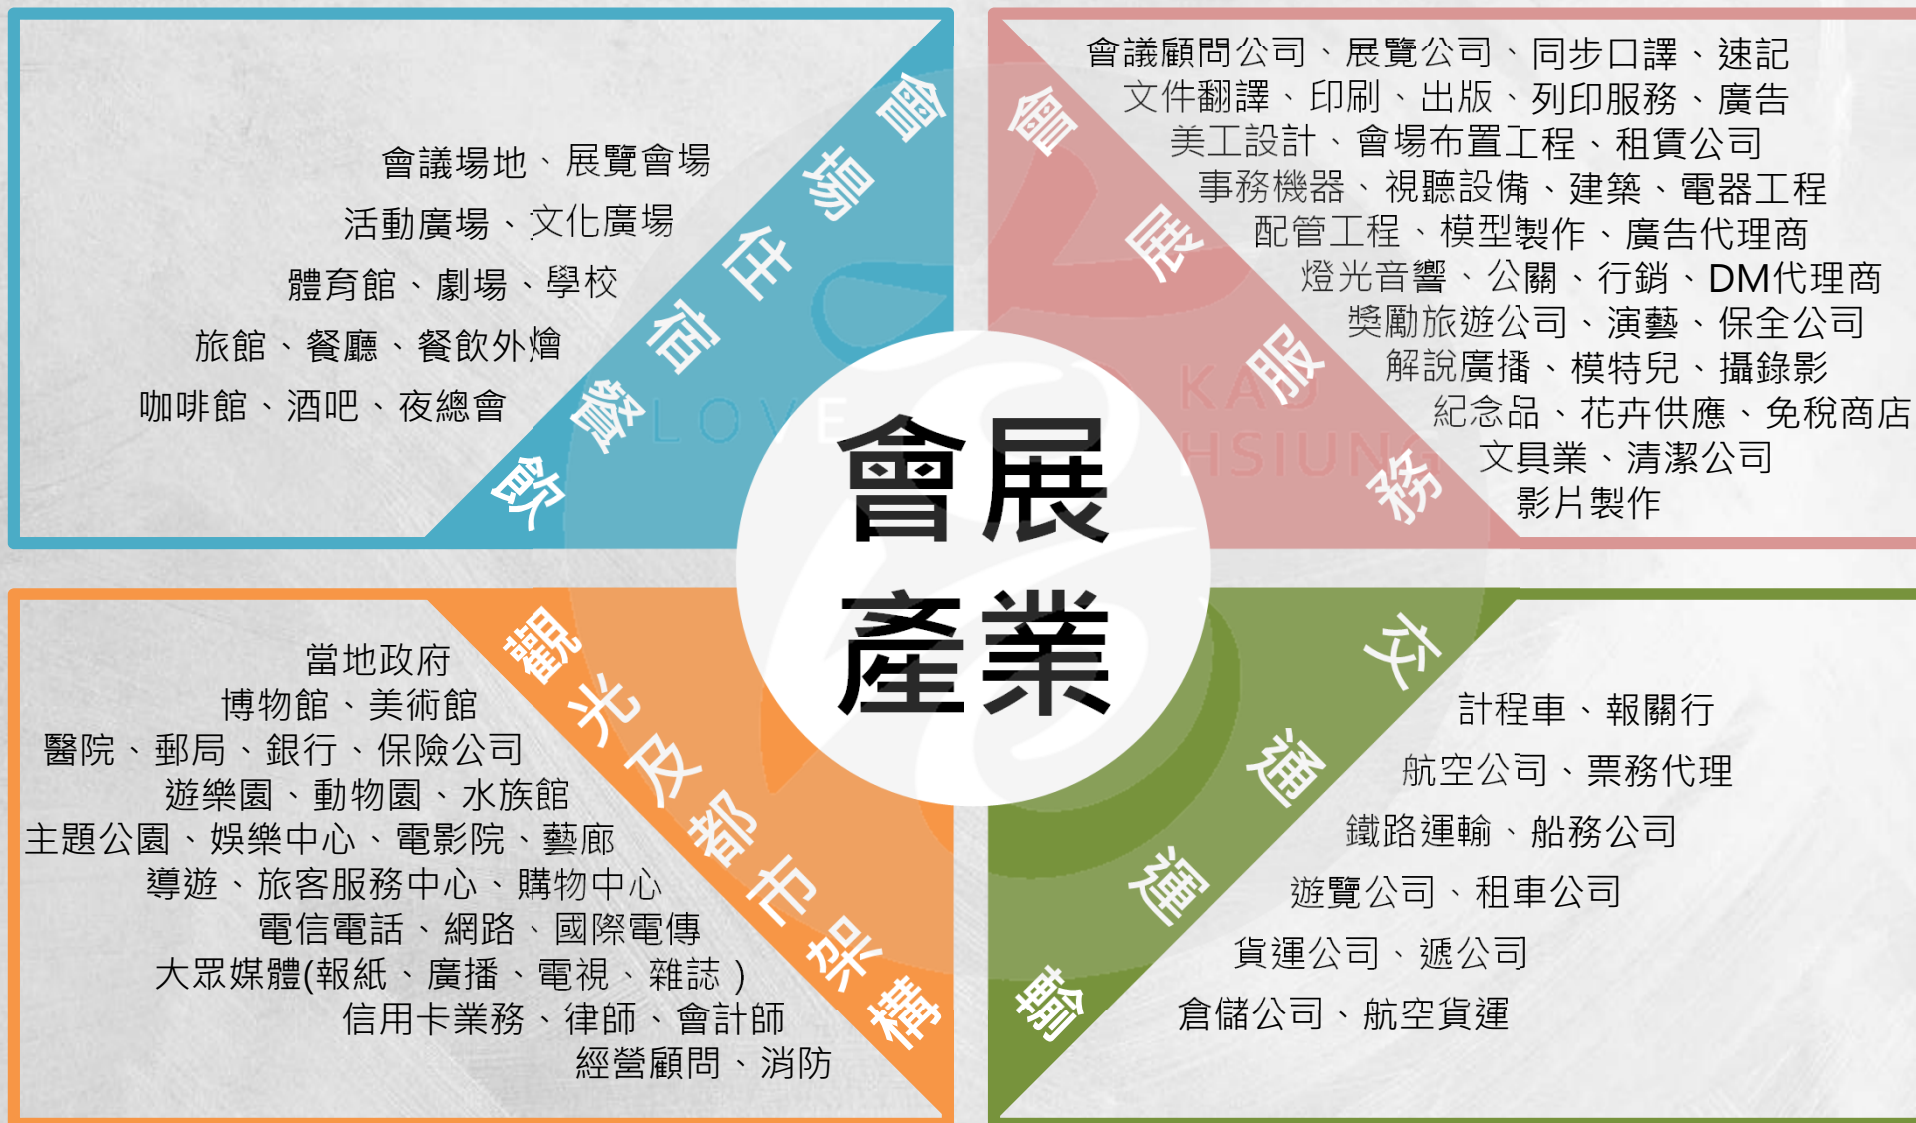 會場住宿餐飲
會議場地、展覽會場
活動廣場、文化廣場
體育館、劇場、學校
旅館、餐廳、餐飲外燴
咖啡館、酒吧、夜總會
會展服務
會議顧問公司、展覽公司、同步口譯、速記
文件翻譯、印刷、出版、列印服務、廣告
美工設計、會場布置工程、租賃公司
事務機器、視聽設備、建築、電器工程
配管工程、模型製作、廣告代理商
燈光音響、公關、行銷、DM代理商
獎勵旅遊公司、演藝、保全公司
解說廣播、模特兒、攝錄影
紀念品、花卉供應、免稅商店
文具業、清潔公司
影片製作
LOVE
KAO
HSIUNG
會展
產業
觀光及都市架構
當地政府
博物館、美術館
醫院、郵局、銀行、保險公司
遊樂園、動物園、水族館
主題公園、娛樂中心、電影院、藝廊
導遊、旅客服務中心、購物中心
電信電話、網路、國際電傳
大眾媒體(報紙、廣播、電視、雜誌)
信用卡業務、律師、會計師
經營顧問、消防
交通運輸
計程車、報關行
航空公司、票務代理
鐵路運輸、船務公司
遊覽公司、租車公司
貨運公司、遞公司
倉儲公司、航空貨運